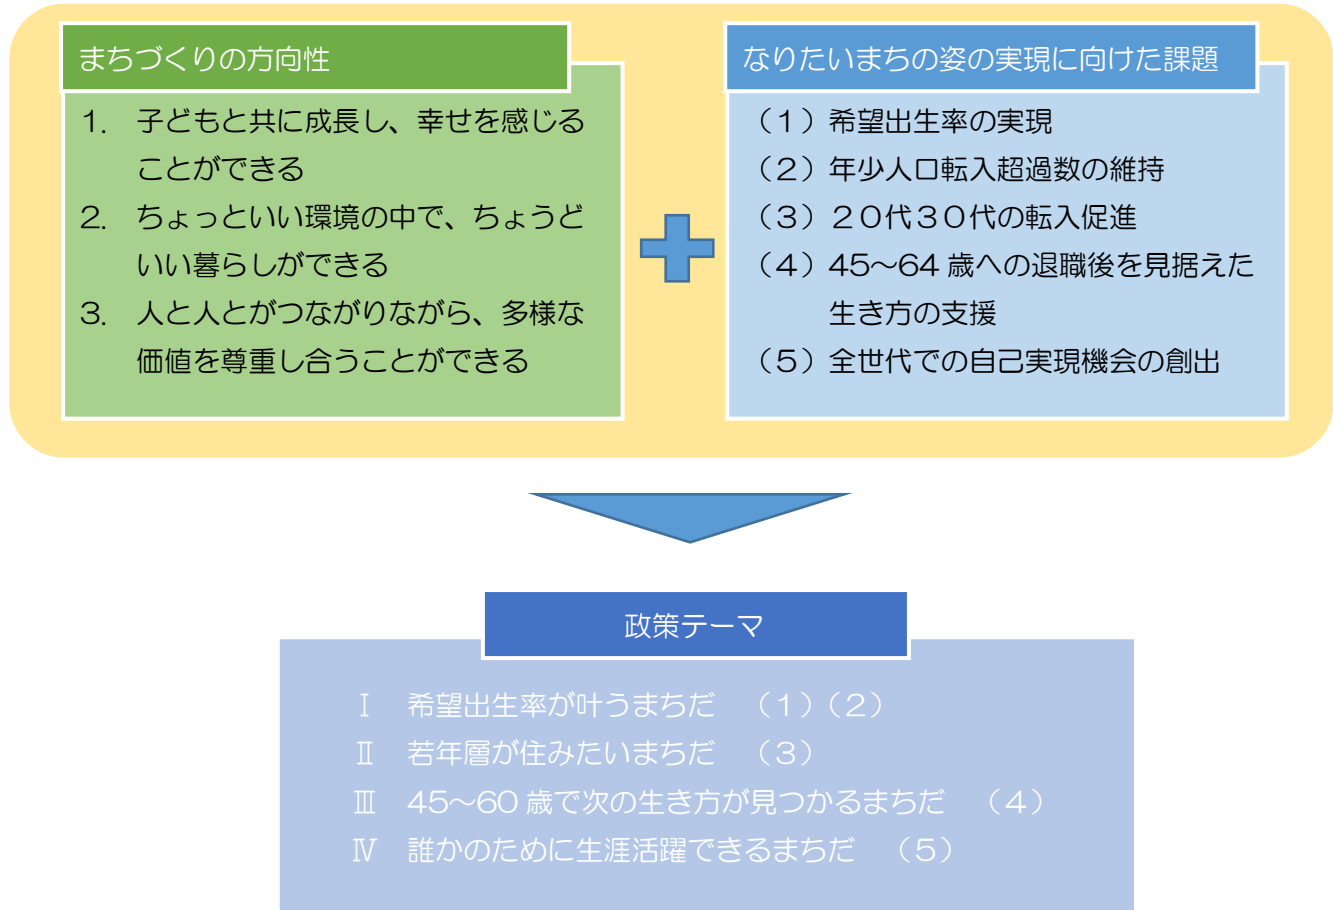 まちづくりの方向性
1. 子どもと共に成長し、幸せを感じる
ことができる
2. ちょっといい環境の中で、ちょうど
いい暮らしができる
3. 人と人とがつながりながら、多様な
価値を尊重し合うことができる
なりたいまちの姿の実現に向けた課題
（１）希望出生率の実現
（２）年少人口転入超過数の維持
（３）２０代３０代の転入促進
（４）45～64 歳への退職後を見据えた
生き方の支援
（５）全世代での自己実現機会の創出
政策テーマ
Ⅰ 希望出生率が叶うまちだ （１）（２）
Ⅱ 若年層が住みたいまちだ （３）
Ⅲ 45～60 歳で次の生き方が見つかるまちだ （４）
Ⅳ 誰かのために生涯活躍できるまちだ （５）